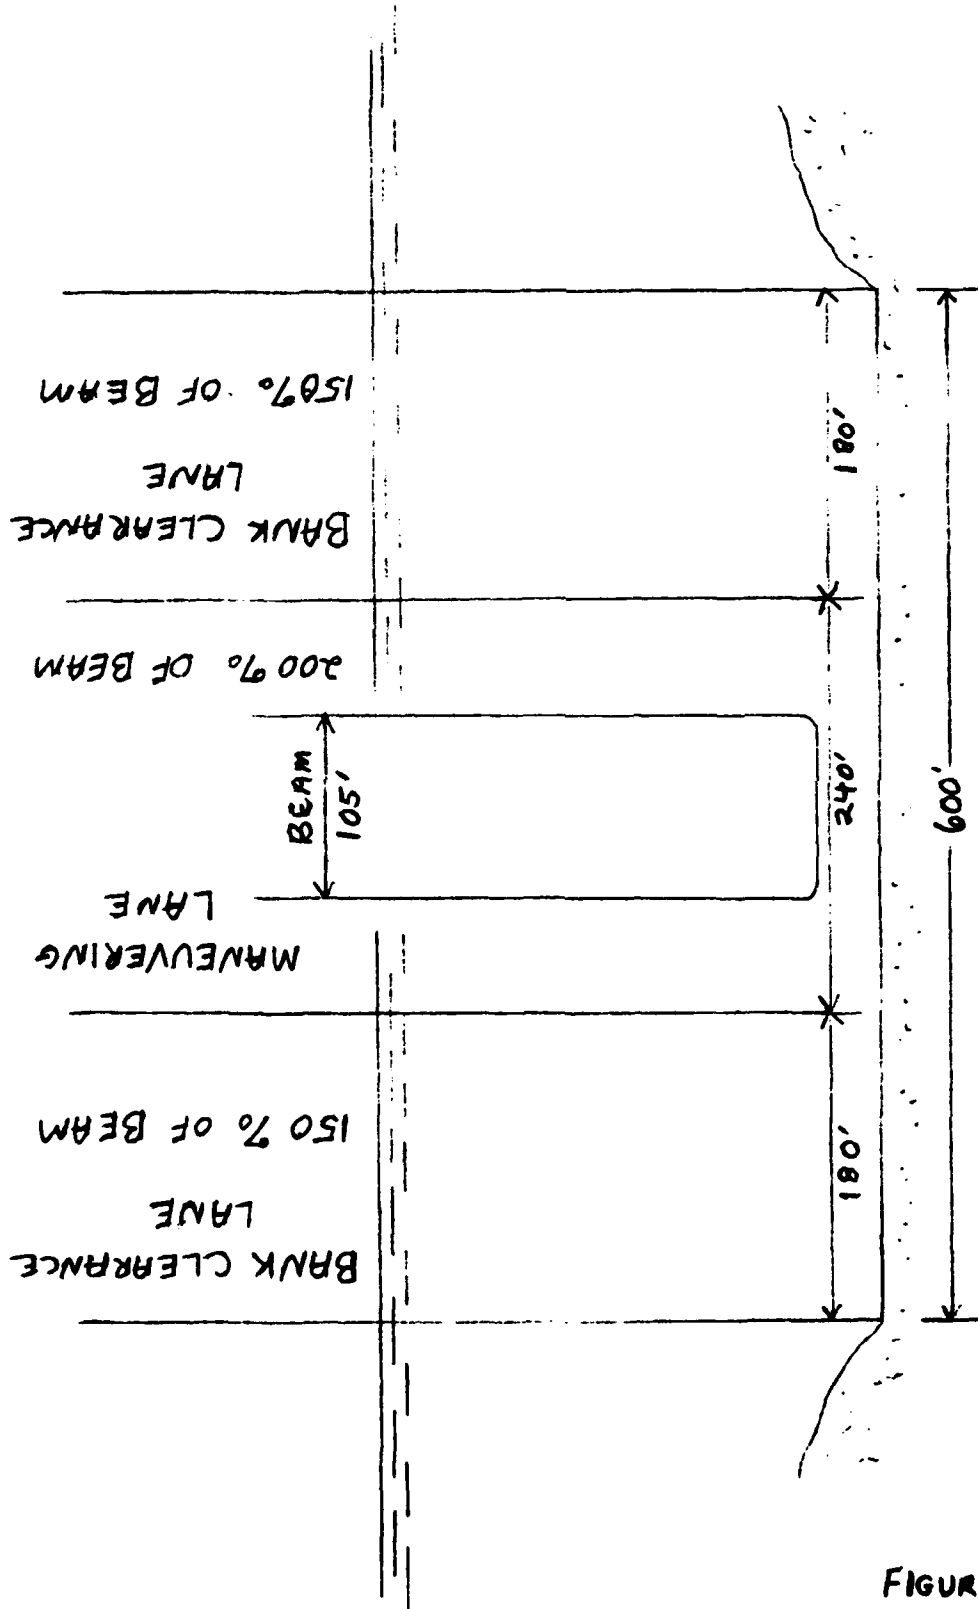 BANK CLEARANCE
LANE
150% OF BEAM
MANEUVERING
LANE
200% OF BEAM
BANK CLEARANCE
LANE
150% OF BEAM
BEAM
105'
180'
240'
180'
600'
FIGUR